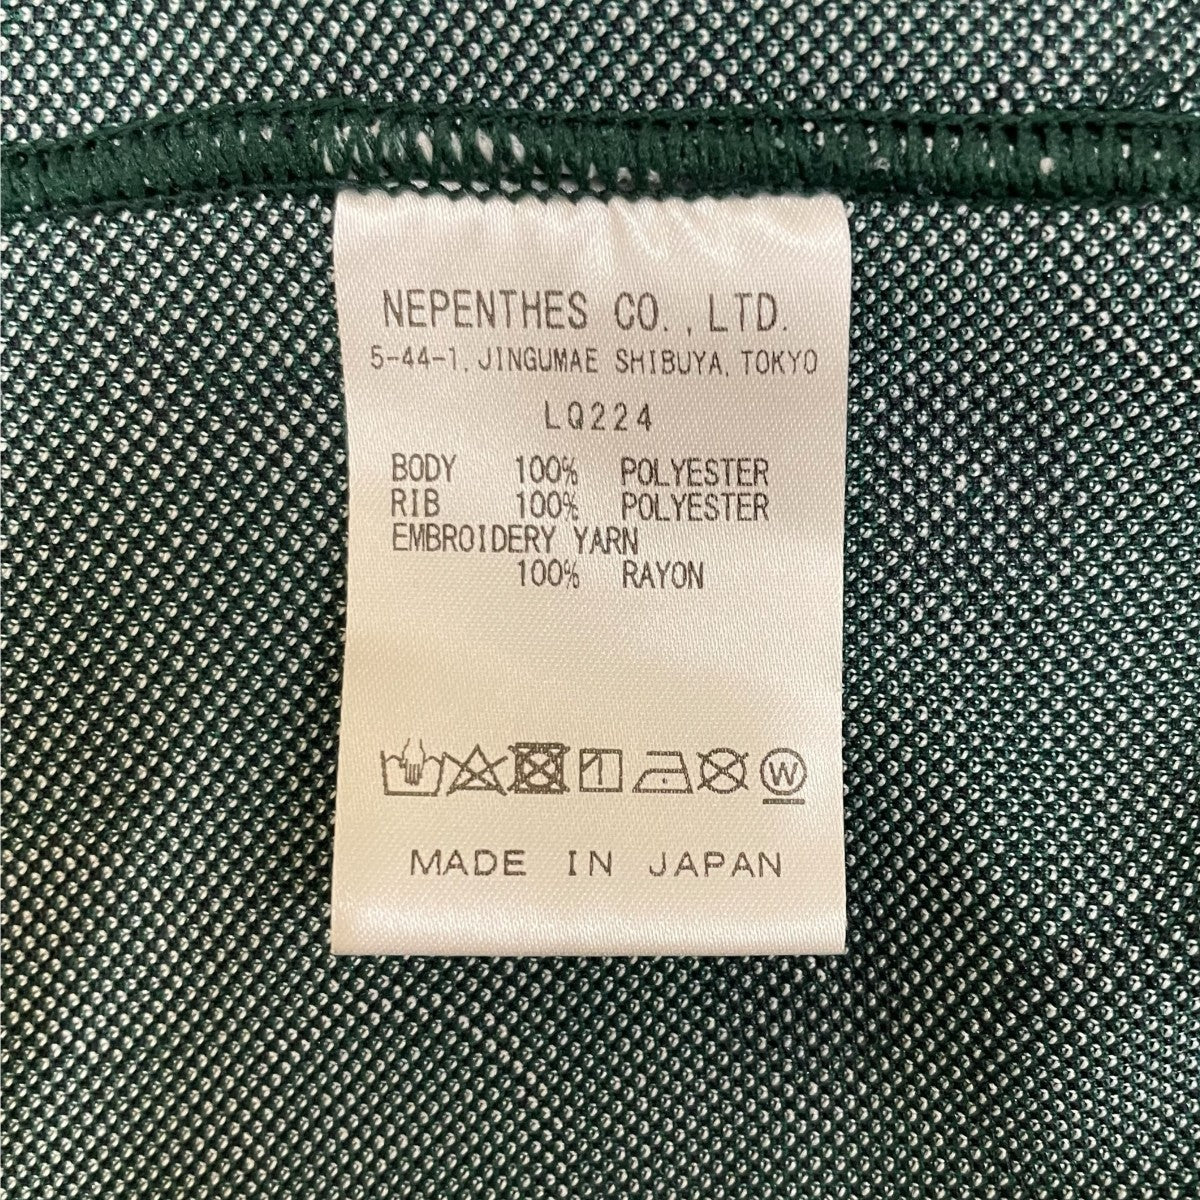 NEPENTHES CO., LTD.
5-44-1, JINGUMAE SHIBUYA, TOKYO
LQ224
BODY 100% POLYESTER
RIB 100% POLYESTER
EMBROIDERY YARN
100% RAYON
W
MADE IN JAPAN